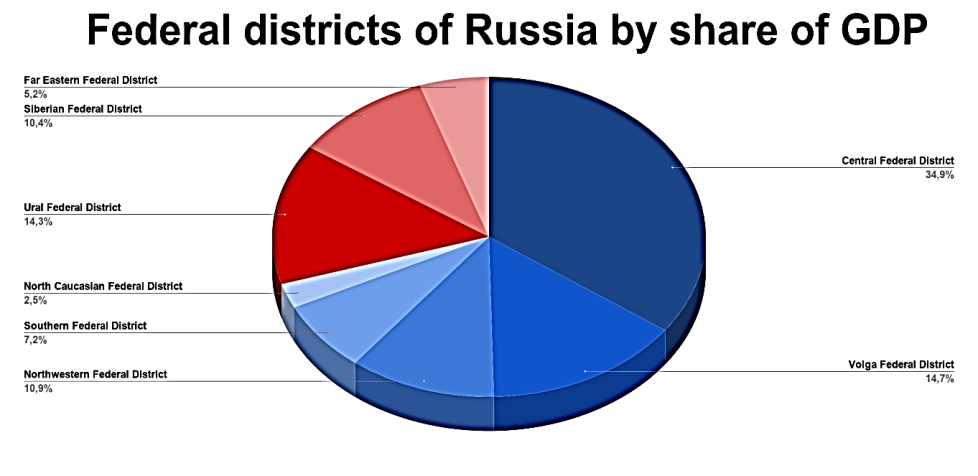 Federal districts of Russia by share of GDP
Far Eastern Federal District
5,2%
Siberian Federal District
10,4%
Central Federal District
34,9%
Ural Federal District
14,3%
North Caucasian Federal District
2,5%
Southern Federal District
7,2%
Volga Federal District
14,7%
Northwestern Federal District
10,9%